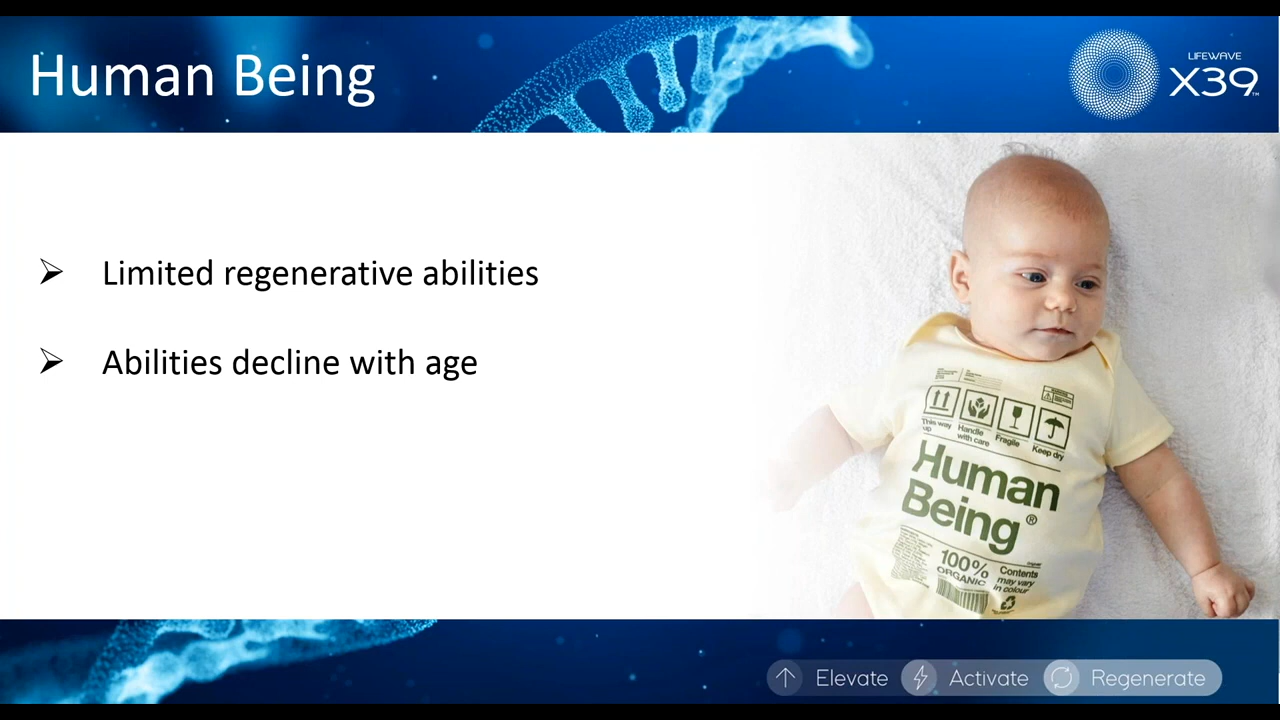 Human Being
LIFEWAVE
X39™
➢ Limited regenerative abilities
➢ Abilities decline with age
This way up
Handle with care
Fragile
Keep dry
Human
Being®
100%
ORGANIC
Contents
may vary
in colour
Elevate
Activate
Regenerate